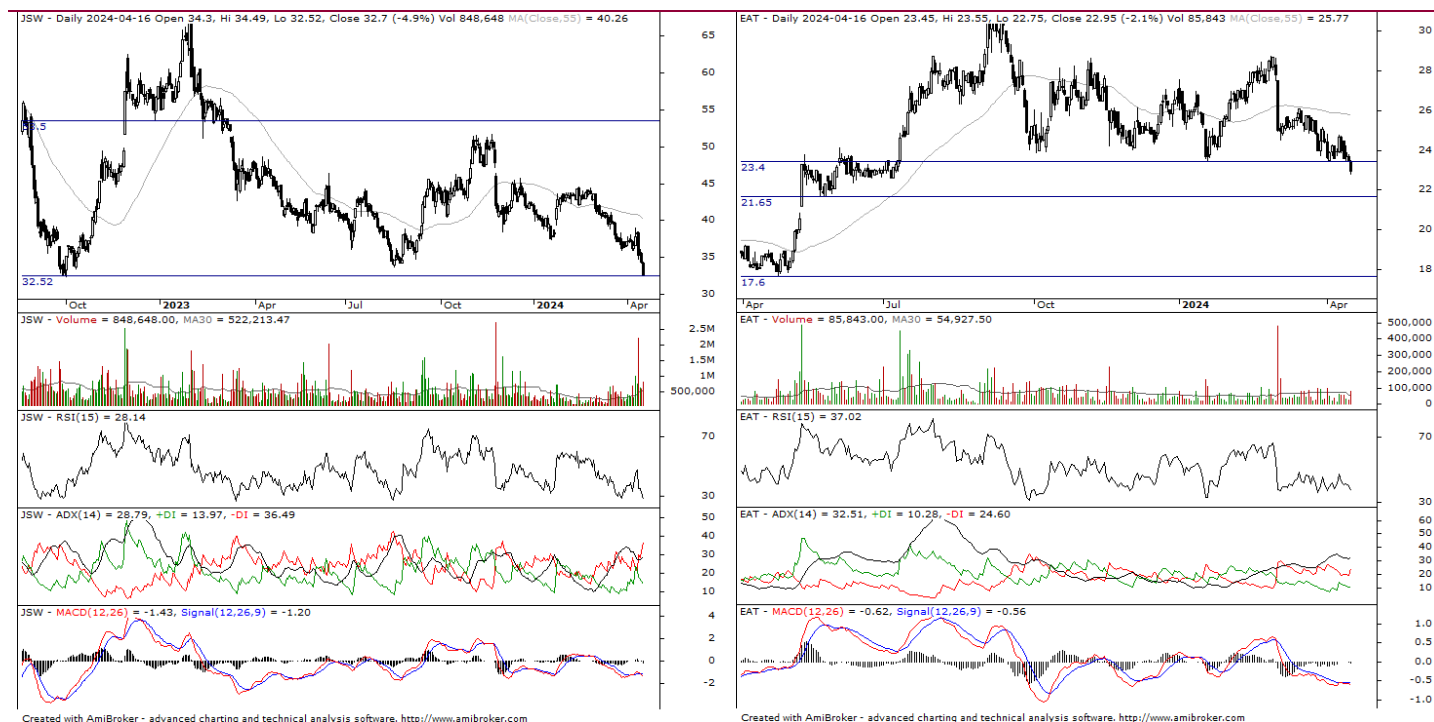 JSW - Daily 2024-04-16 Open 34.3, Hi 34.49, Lo 32.52, Close 32.7 (-4.9%) Vol 848,648 MA(Close,55) = 40.26
65
60
55
50
45
40
35
30
32.52
Oct 2023 Apr Jul Oct 2024 Apr
JSW - Volume = 848,648.00, MA30 = 522,213.47
2.5M
2M
1.5M
1M
500,000
JSW - RSI(15) = 28.14
70
30
JSW - ADX(14) = 28.79, +DI = 13.97, -DI = 36.49
50
40
30
20
10
JSW - MACD(12,26) = -1.43, Signal(12,26,9) = -1.20
4
2
0
-2
Created with AmiBroker - advanced charting and technical analysis software. http://www.amibroker.com
EAT - Daily 2024-04-16 Open 23.45, Hi 23.55, Lo 22.75, Close 22.95 (-2.1%) Vol 85,843 MA(Close,55) = 25.77
30
28
26
24
22
20
18
23.4
21.65
17.6
Apr Jul Oct 2024 Apr
EAT - Volume = 85,843.00, MA30 = 54,927.50
500,000
400,000
300,000
200,000
100,000
0
EAT - RSI(15) = 37.02
70
30
EAT - ADX(14) = 32.51, +DI = 10.28, -DI = 24.60
60
50
40
30
20
10
EAT - MACD(12,26) = -0.62, Signal(12,26,9) = -0.56
1.0
0.5
0.0
-0.5
-1.0
Created with AmiBroker - advanced charting and technical analysis software. http://www.amibroker.com